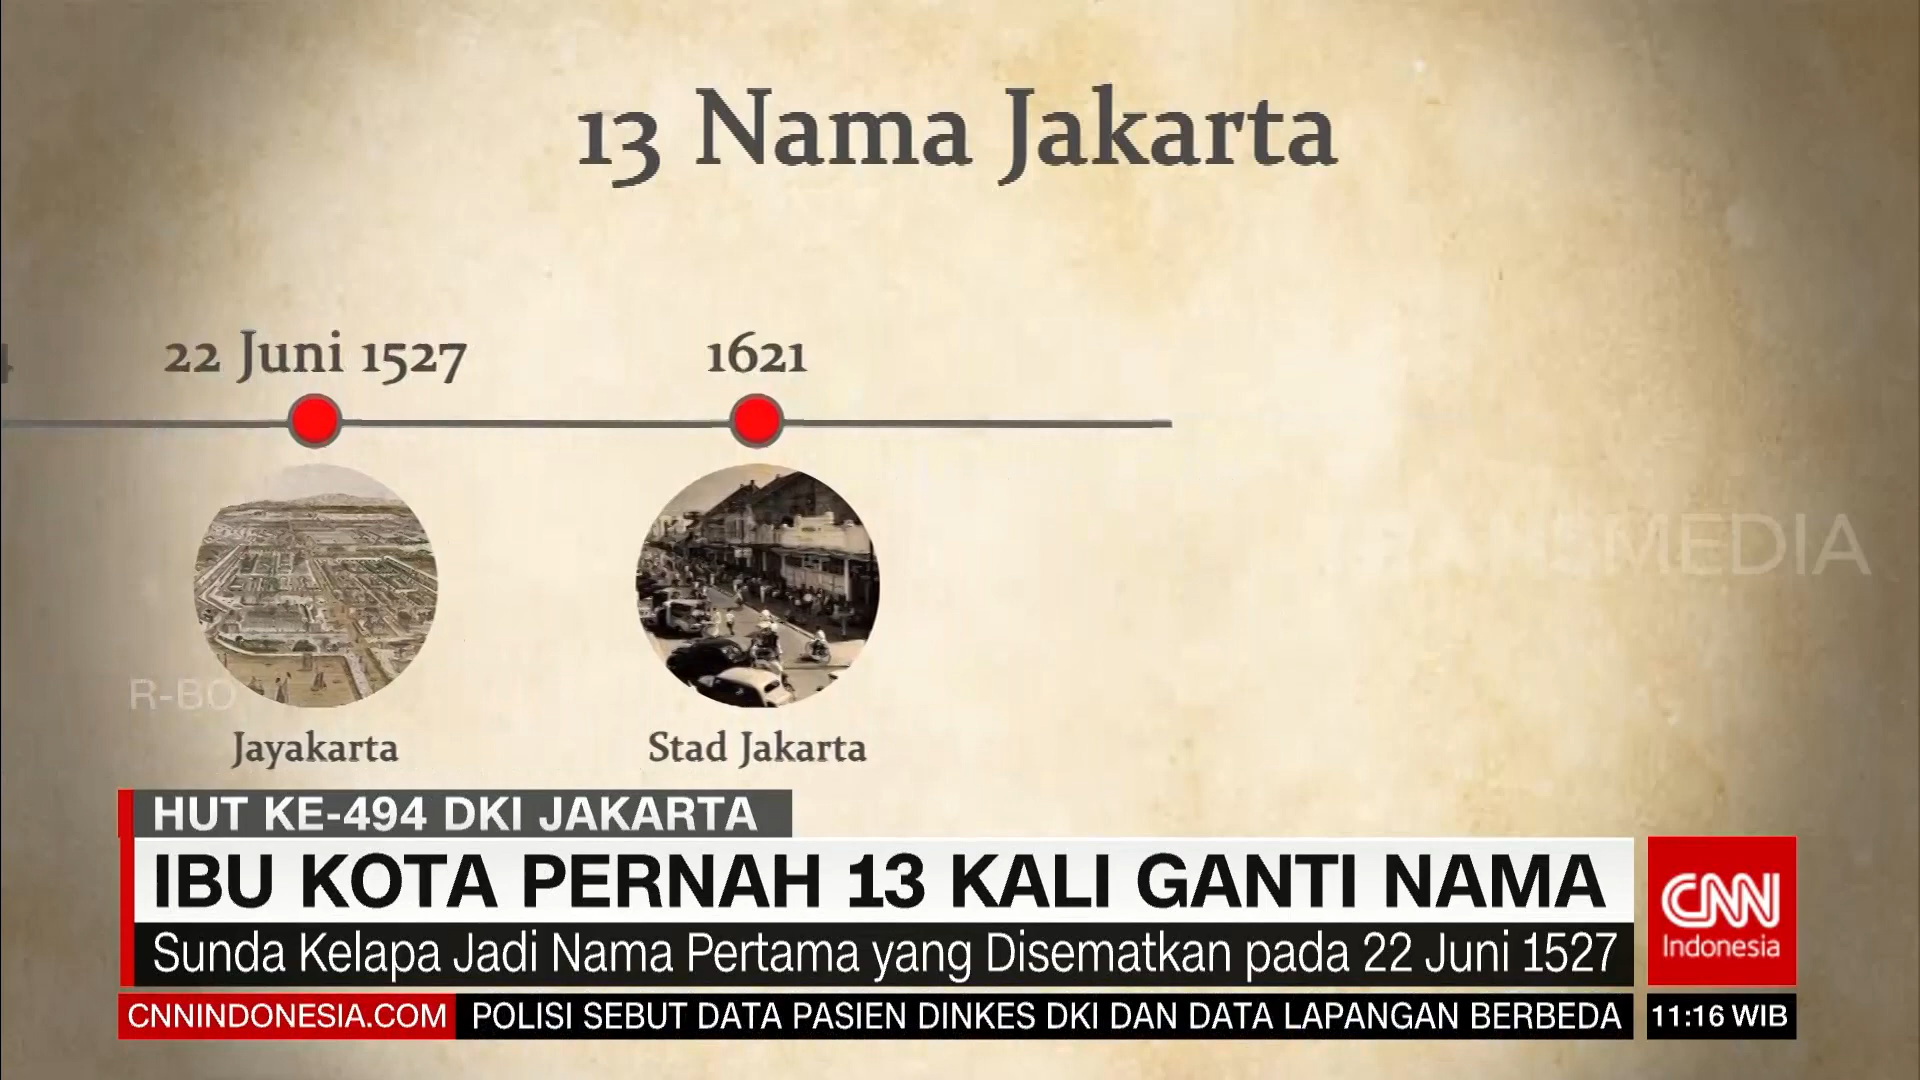 13 Nama Jakarta
22 Juni 1527
1621
TRANSMEDIA
R-BO
Jayakarta
Stad Jakarta
HUT KE-494 DKI JAKARTA
IBU KOTA PERNAH 13 KALI GANTI NAMA
Sunda Kelapa Jadi Nama Pertama yang Disematkan pada 22 Juni 1527
CNN
Indonesia
CNNINDONESIA.COM
POLISI SEBUT DATA PASIEN DINKES DKI DAN DATA LAPANGAN BERBEDA
11:16 WIB